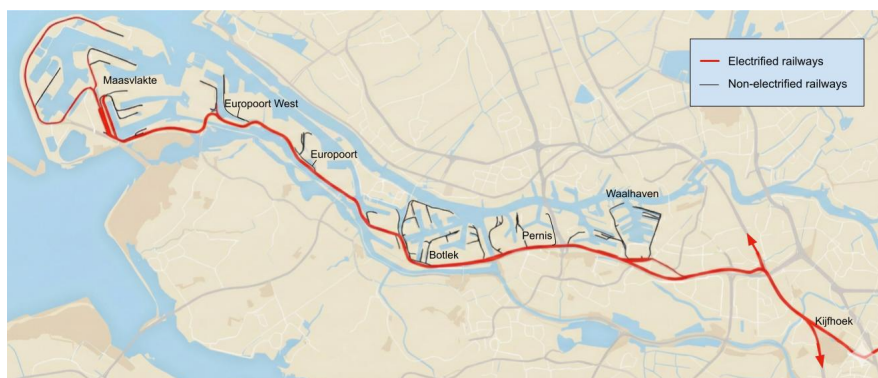 Electrified railways
Non-electrified railways
Maasvlakte
Europoort West
Europoort
Waalhaven
Pernis
Botlek
Kijfhoek